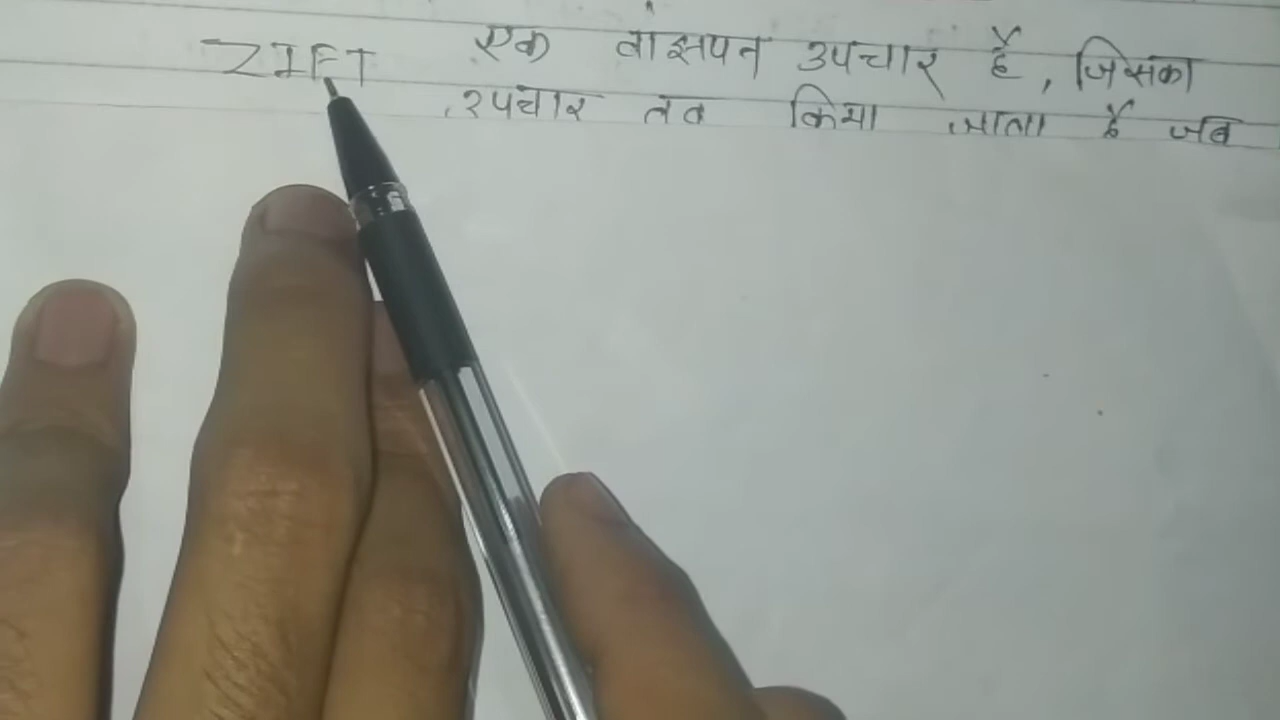 ZIFT एक बांझपन उपचार है, जिसका
उपचार तब किया जाता है जब